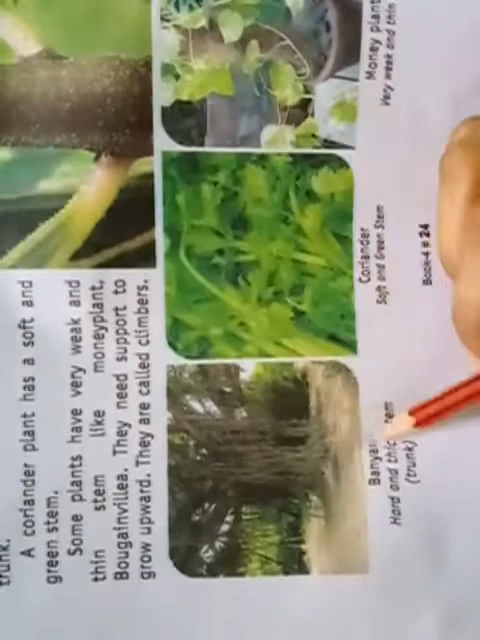 trunk.
A coriander plant has a soft and
green stem.
Some plants have very weak and
thin stem like moneyplant,
Bougainvillea. They need support to
grow upward. They are called climbers.
Banyan
Hard and thick stem
(trunk)
Coriander
Soft and Green Stem
Money plant
Very weak and thin
Book-4 # 24